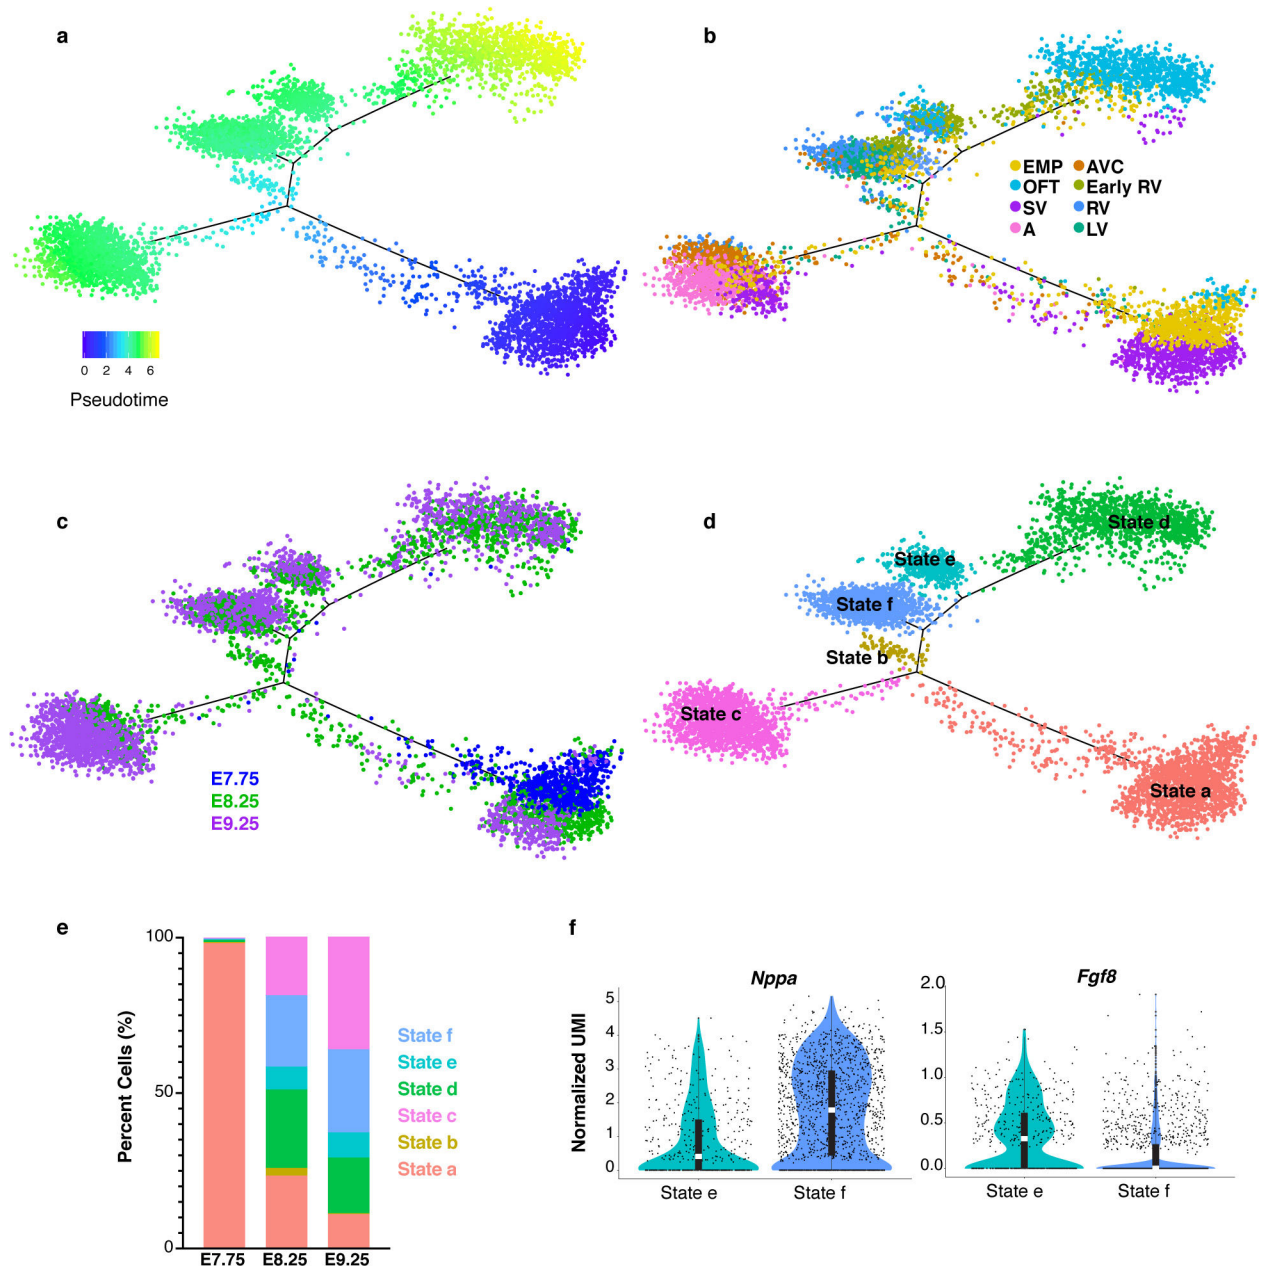 a
0 2 4 6
Pseudotime
b
EMP AVC
OFT Early RV
SV RV
A LV
c
E7.75
E8.25
E9.25
d
State d
State e
State f
State b
State c
State a
e
Percent Cells (%)
100
50
0
E7.75 E8.25 E9.25
State f
State e
State d
State c
State b
State a
f
Normalized UMI
Nppa
5
4
3
2
1
0
State e State f
Fgf8
2.0
1.5
1.0
0.5
0.0
State e State f